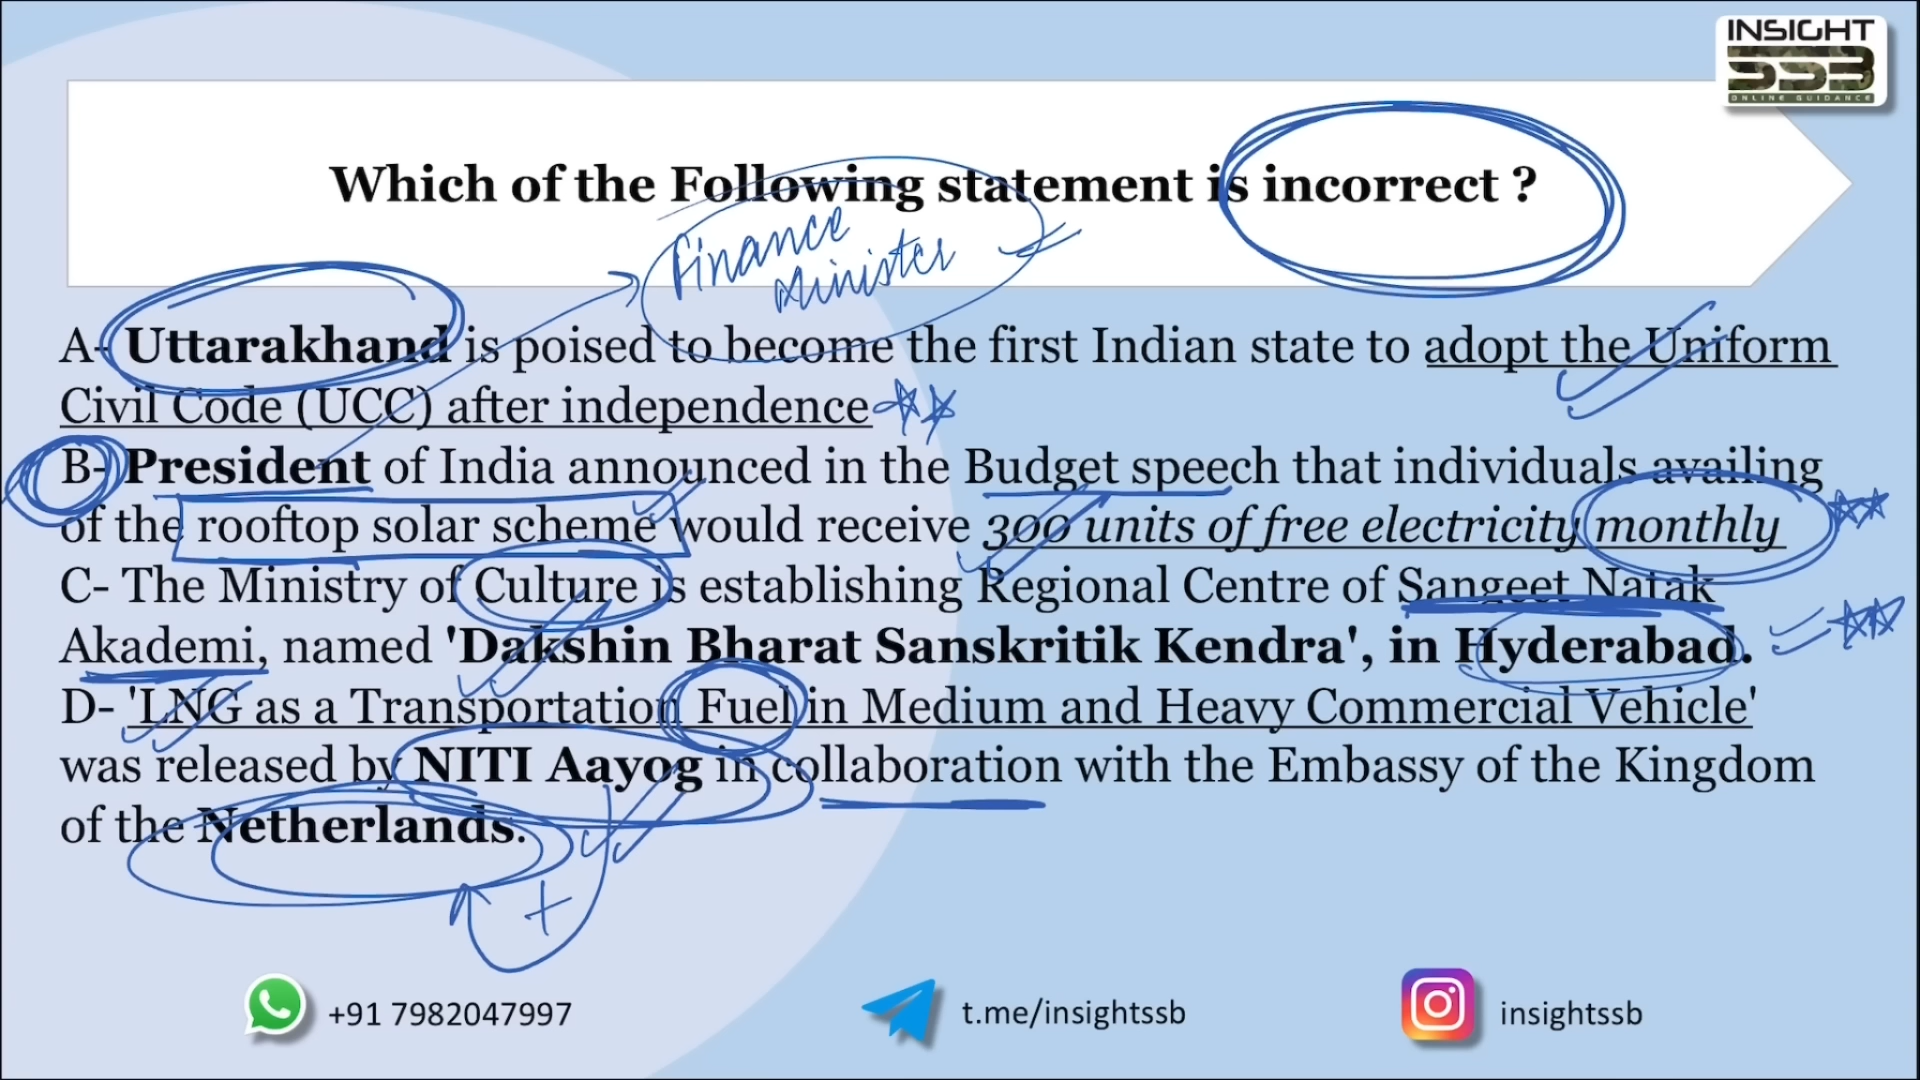 INSIGHT
SSB
ONLINE GUIDANCE
Which of the Following statement is incorrect ?
Finance
Minister
A- Uttarakhand is poised to become the first Indian state to adopt the Uniform
Civil Code (UCC) after independence
B- President of India announced in the Budget speech that individuals availing
of the rooftop solar scheme would receive 300 units of free electricity monthly
C- The Ministry of Culture is establishing Regional Centre of Sangeet Natak
Akademi, named 'Dakshin Bharat Sanskritik Kendra', in Hyderabad.
D- 'LNG as a Transportation Fuel in Medium and Heavy Commercial Vehicle'
was released by NITI Aayog in collaboration with the Embassy of the Kingdom
of the Netherlands.
+
+91 7982047997
t.me/insightssb
insightssb